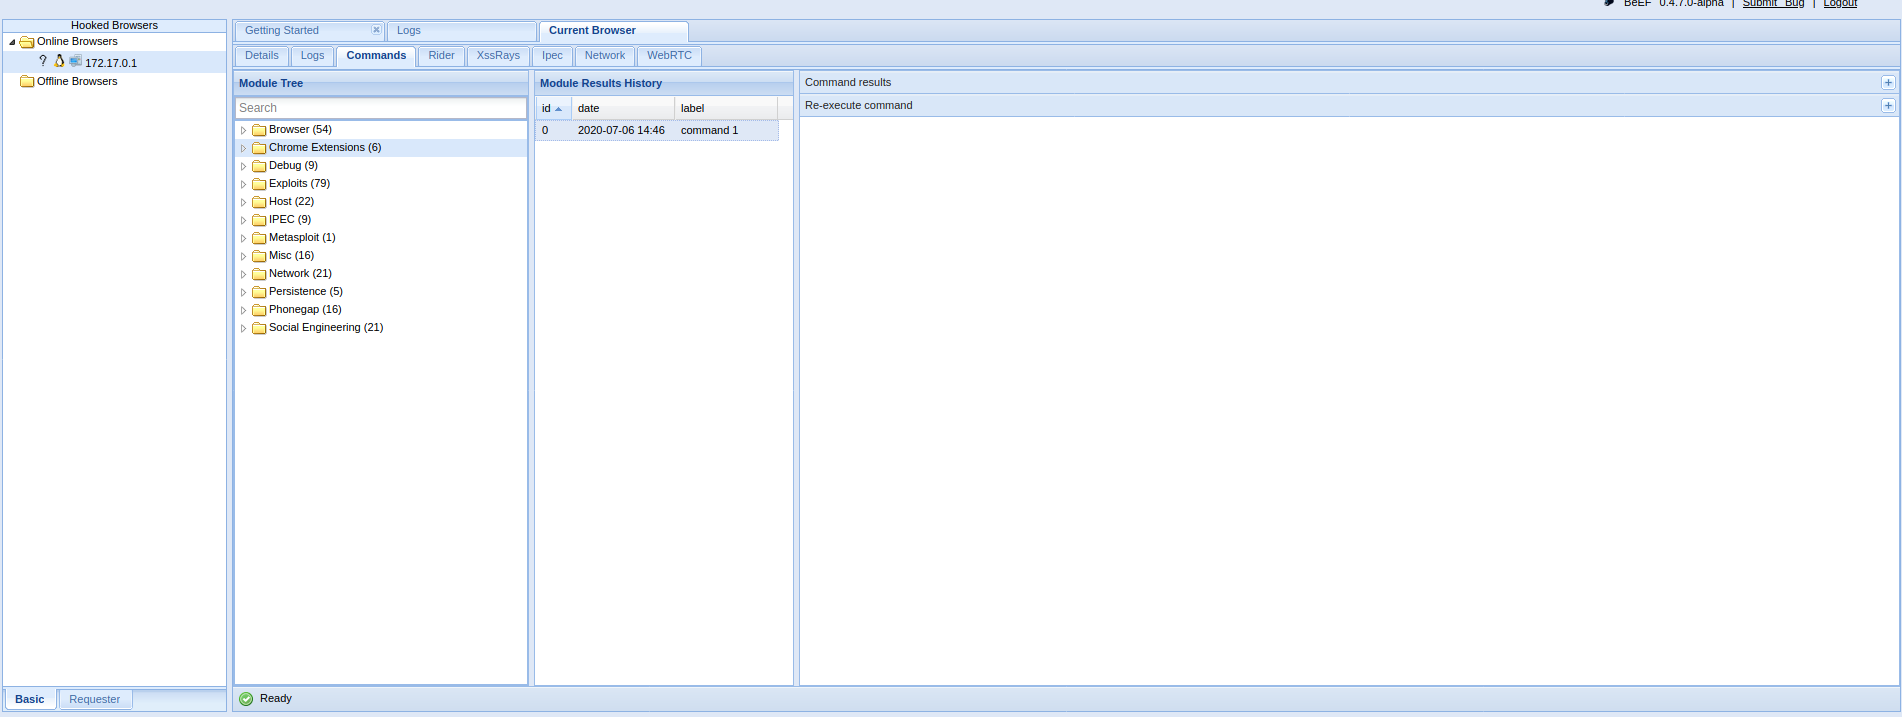 BeEF 0.4.7.0-alpha | Submit Bug | Logout
Hooked Browsers
Online Browsers
? 172.17.0.1
Offline Browsers
Basic Requester
Getting Started Logs Current Browser
Details Logs Commands Rider XssRays Ipec Network WebRTC
Module Tree
Search
Browser (54)
Chrome Extensions (6)
Debug (9)
Exploits (79)
Host (22)
IPEC (9)
Metasploit (1)
Misc (16)
Network (21)
Persistence (5)
Phonegap (16)
Social Engineering (21)
Module Results History
id date label
0 2020-07-06 14:46 command 1
Command results
Re-execute command
Ready